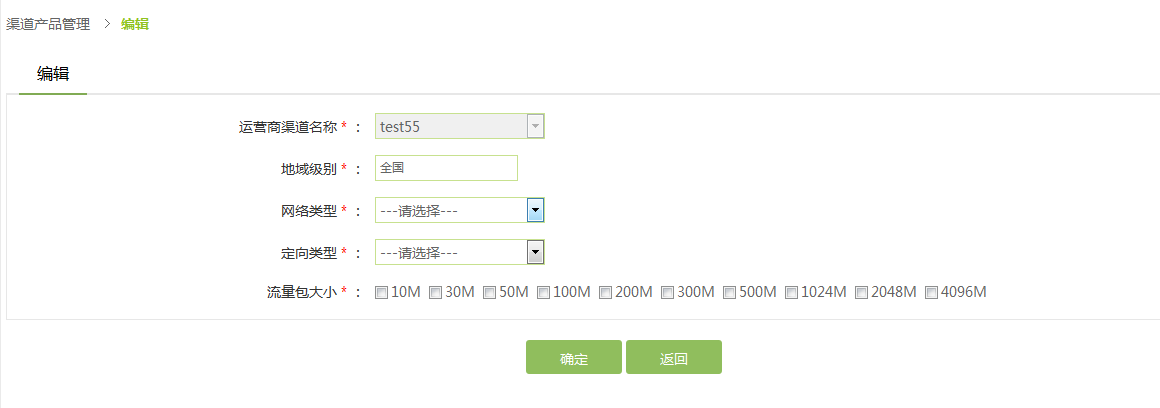 渠道产品管理 > 编辑
编辑
运营商渠道名称 * : test55
地域级别 * : 全国
网络类型 * : ---请选择---
定向类型 * : ---请选择---
流量包大小 * : 10M 30M 50M 100M 200M 300M 500M 1024M 2048M 4096M
确定 返回